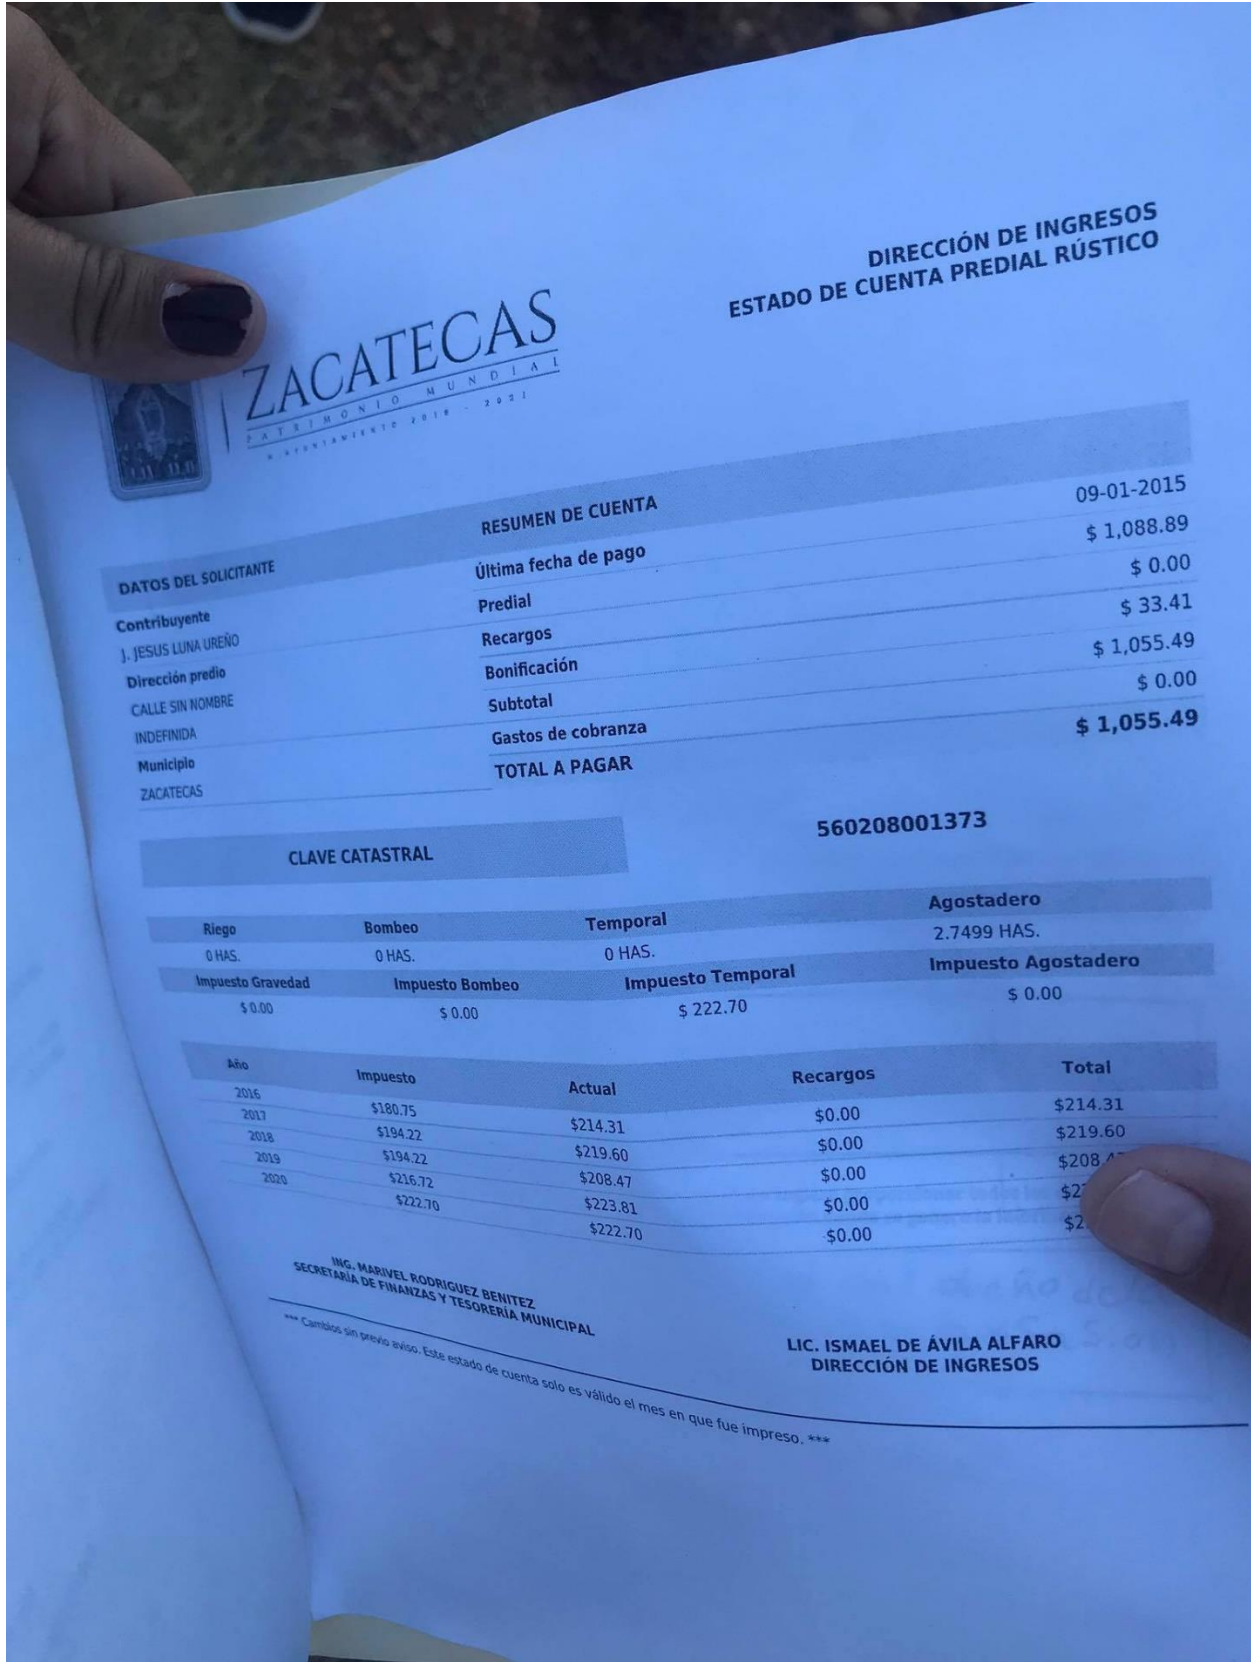 DIRECCIÓN DE INGRESOS
ESTADO DE CUENTA PREDIAL RÚSTICO
ZACATECAS
PATRIMONIO MUNDIAL
H. AYUNTAMIENTO 2018 - 2021
DATOS DEL SOLICITANTE
Contribuyente
J. JESUS LUNA UREÑO
Dirección predio
CALLE SIN NOMBRE
INDEFINIDA
Municipio
ZACATECAS
RESUMEN DE CUENTA
Última fecha de pago 09-01-2015
Predial $ 1,088.89
Recargos $ 0.00
Bonificación $ 33.41
Subtotal $ 1,055.49
Gastos de cobranza $ 0.00
TOTAL A PAGAR $ 1,055.49
CLAVE CATASTRAL 560208001373
Riego Bombeo Temporal Agostadero
0 HAS. 0 HAS. 0 HAS. 2.7499 HAS.
Impuesto Gravedad Impuesto Bombeo Impuesto Temporal Impuesto Agostadero
$ 0.00 $ 0.00 $ 222.70 $ 0.00
Año Impuesto Actual Recargos Total
2016 $180.75 $214.31 $0.00 $214.31
2017 $194.22 $219.60 $0.00 $219.60
2018 $194.22 $208.47 $0.00 $208.4
2019 $216.72 $223.81 $0.00 $2
2020 $222.70 $222.70 $0.00 $2
ING. MARIVEL RODRIGUEZ BENITEZ
SECRETARÍA DE FINANZAS Y TESORERÍA MUNICIPAL
LIC. ISMAEL DE ÁVILA ALFARO
DIRECCIÓN DE INGRESOS
*** Cambios sin previo aviso. Este estado de cuenta solo es válido el mes en que fue impreso. ***